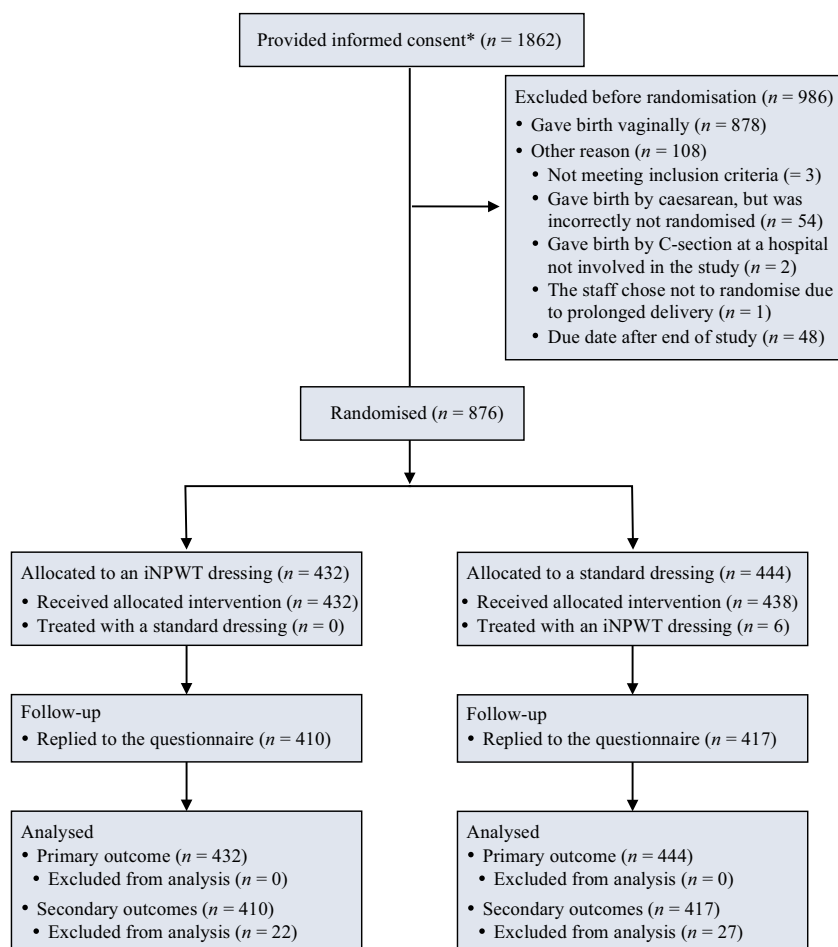 Provided informed consent* (n = 1862)
Excluded before randomisation (n = 986)
• Gave birth vaginally (n = 878)
• Other reason (n = 108)
• Not meeting inclusion criteria (= 3)
• Gave birth by caesarean, but was
incorrectly not randomised (n = 54)
• Gave birth by C-section at a hospital
not involved in the study (n = 2)
• The staff chose not to randomise due
to prolonged delivery (n = 1)
• Due date after end of study (n = 48)
Randomised (n = 876)
Allocated to an iNPWT dressing (n = 432)
• Received allocated intervention (n = 432)
• Treated with a standard dressing (n = 0)
Allocated to a standard dressing (n = 444)
• Received allocated intervention (n = 438)
• Treated with an iNPWT dressing (n = 6)
Follow-up
• Replied to the questionnaire (n = 410)
Follow-up
• Replied to the questionnaire (n = 417)
Analysed
• Primary outcome (n = 432)
• Excluded from analysis (n = 0)
• Secondary outcomes (n = 410)
• Excluded from analysis (n = 22)
Analysed
• Primary outcome (n = 444)
• Excluded from analysis (n = 0)
• Secondary outcomes (n = 417)
• Excluded from analysis (n = 27)